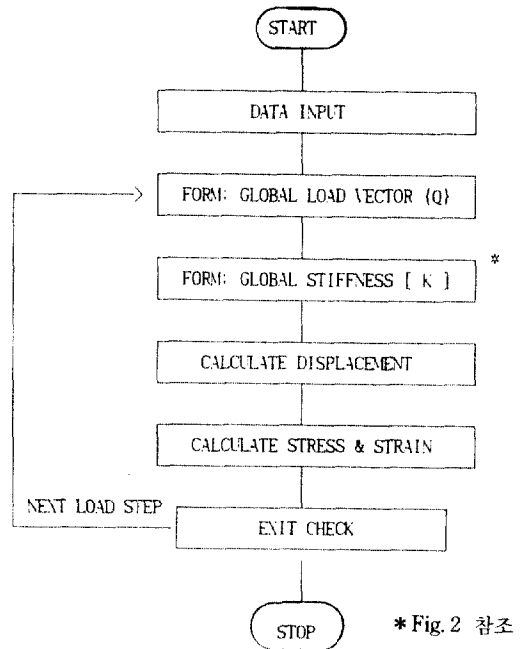 START
DATA INPUT
FORM: GLOBAL LOAD VECTOR {Q}
*
FORM: GLOBAL STIFFNESS [ K ]
CALCULATE DISPLACEMENT
CALCULATE STRESS & STRAIN
NEXT LOAD STEP
EXIT CHECK
STOP
* Fig. 2 참조